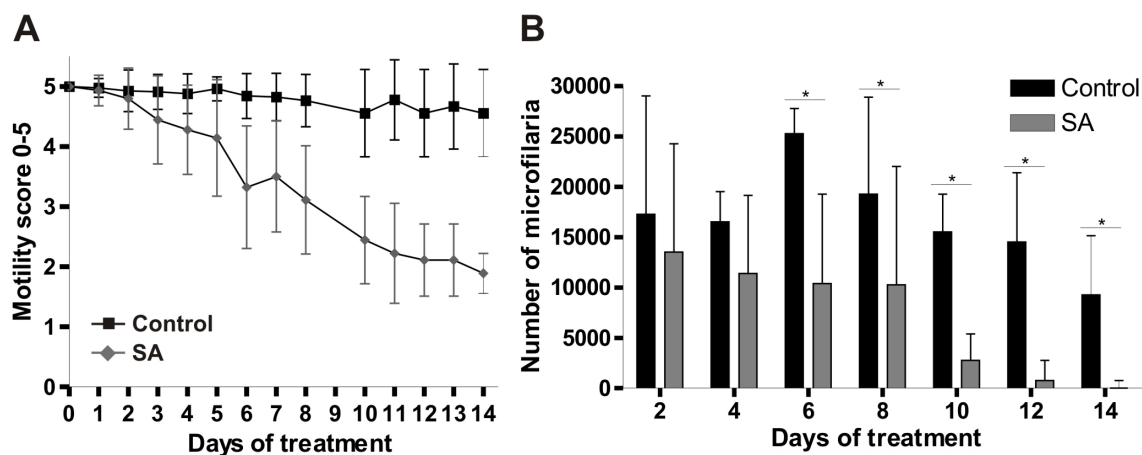 A
Motility score 0-5
5
4
3
2
1
0
Control
SA
0 1 2 3 4 5 6 7 8 9 10 11 12 13 14
Days of treatment
B
Number of microfilaria
30000
25000
20000
15000
10000
5000
0
Control
SA
* * * * *
2 4 6 8 10 12 14
Days of treatment